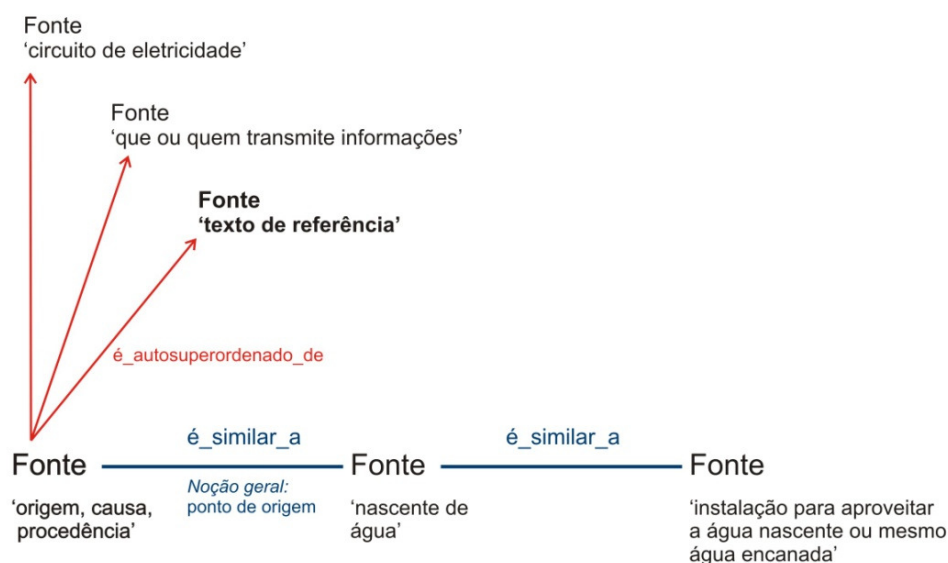 Fonte
‘circuito de eletricidade’
Fonte
‘que ou quem transmite informações’
Fonte
‘texto de referência’
é_autosuperordenado_de
é_similar_a
é_similar_a
Fonte
Fonte
Fonte
Noção geral:
ponto de origem
‘origem, causa,
procedência’
‘nascente de
água’
‘instalação para aproveitar
a água nascente ou mesmo
água encanada’